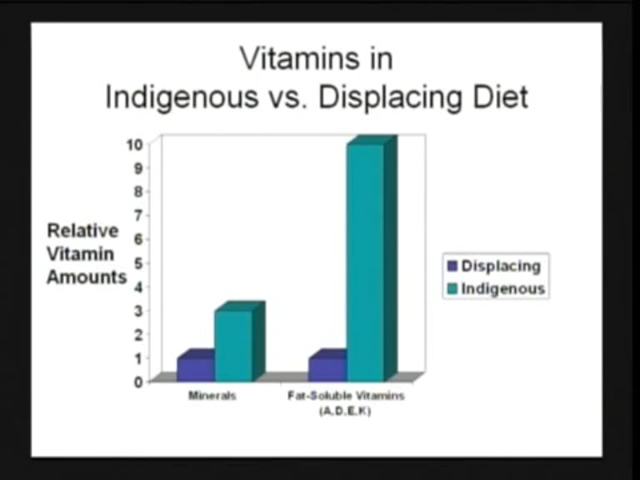 Vitamins in
Indigenous vs. Displacing Diet
Relative
Vitamin
Amounts
10
9
8
7
6
5
4
3
2
1
0
Minerals
Fat-Soluble Vitamins
(A.D.E.K)
Displacing
Indigenous